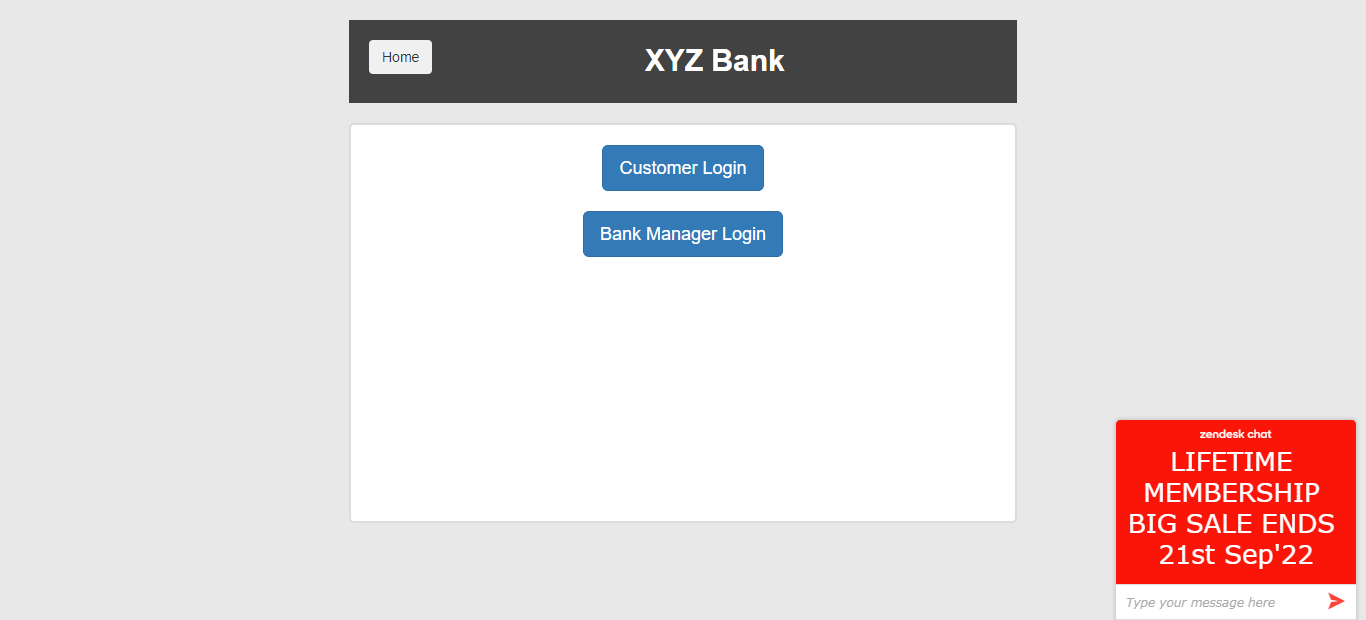 Home
XYZ Bank
Customer Login
Bank Manager Login
zendesk chat
LIFETIME
MEMBERSHIP
BIG SALE ENDS
21st Sep'22
Type your message here